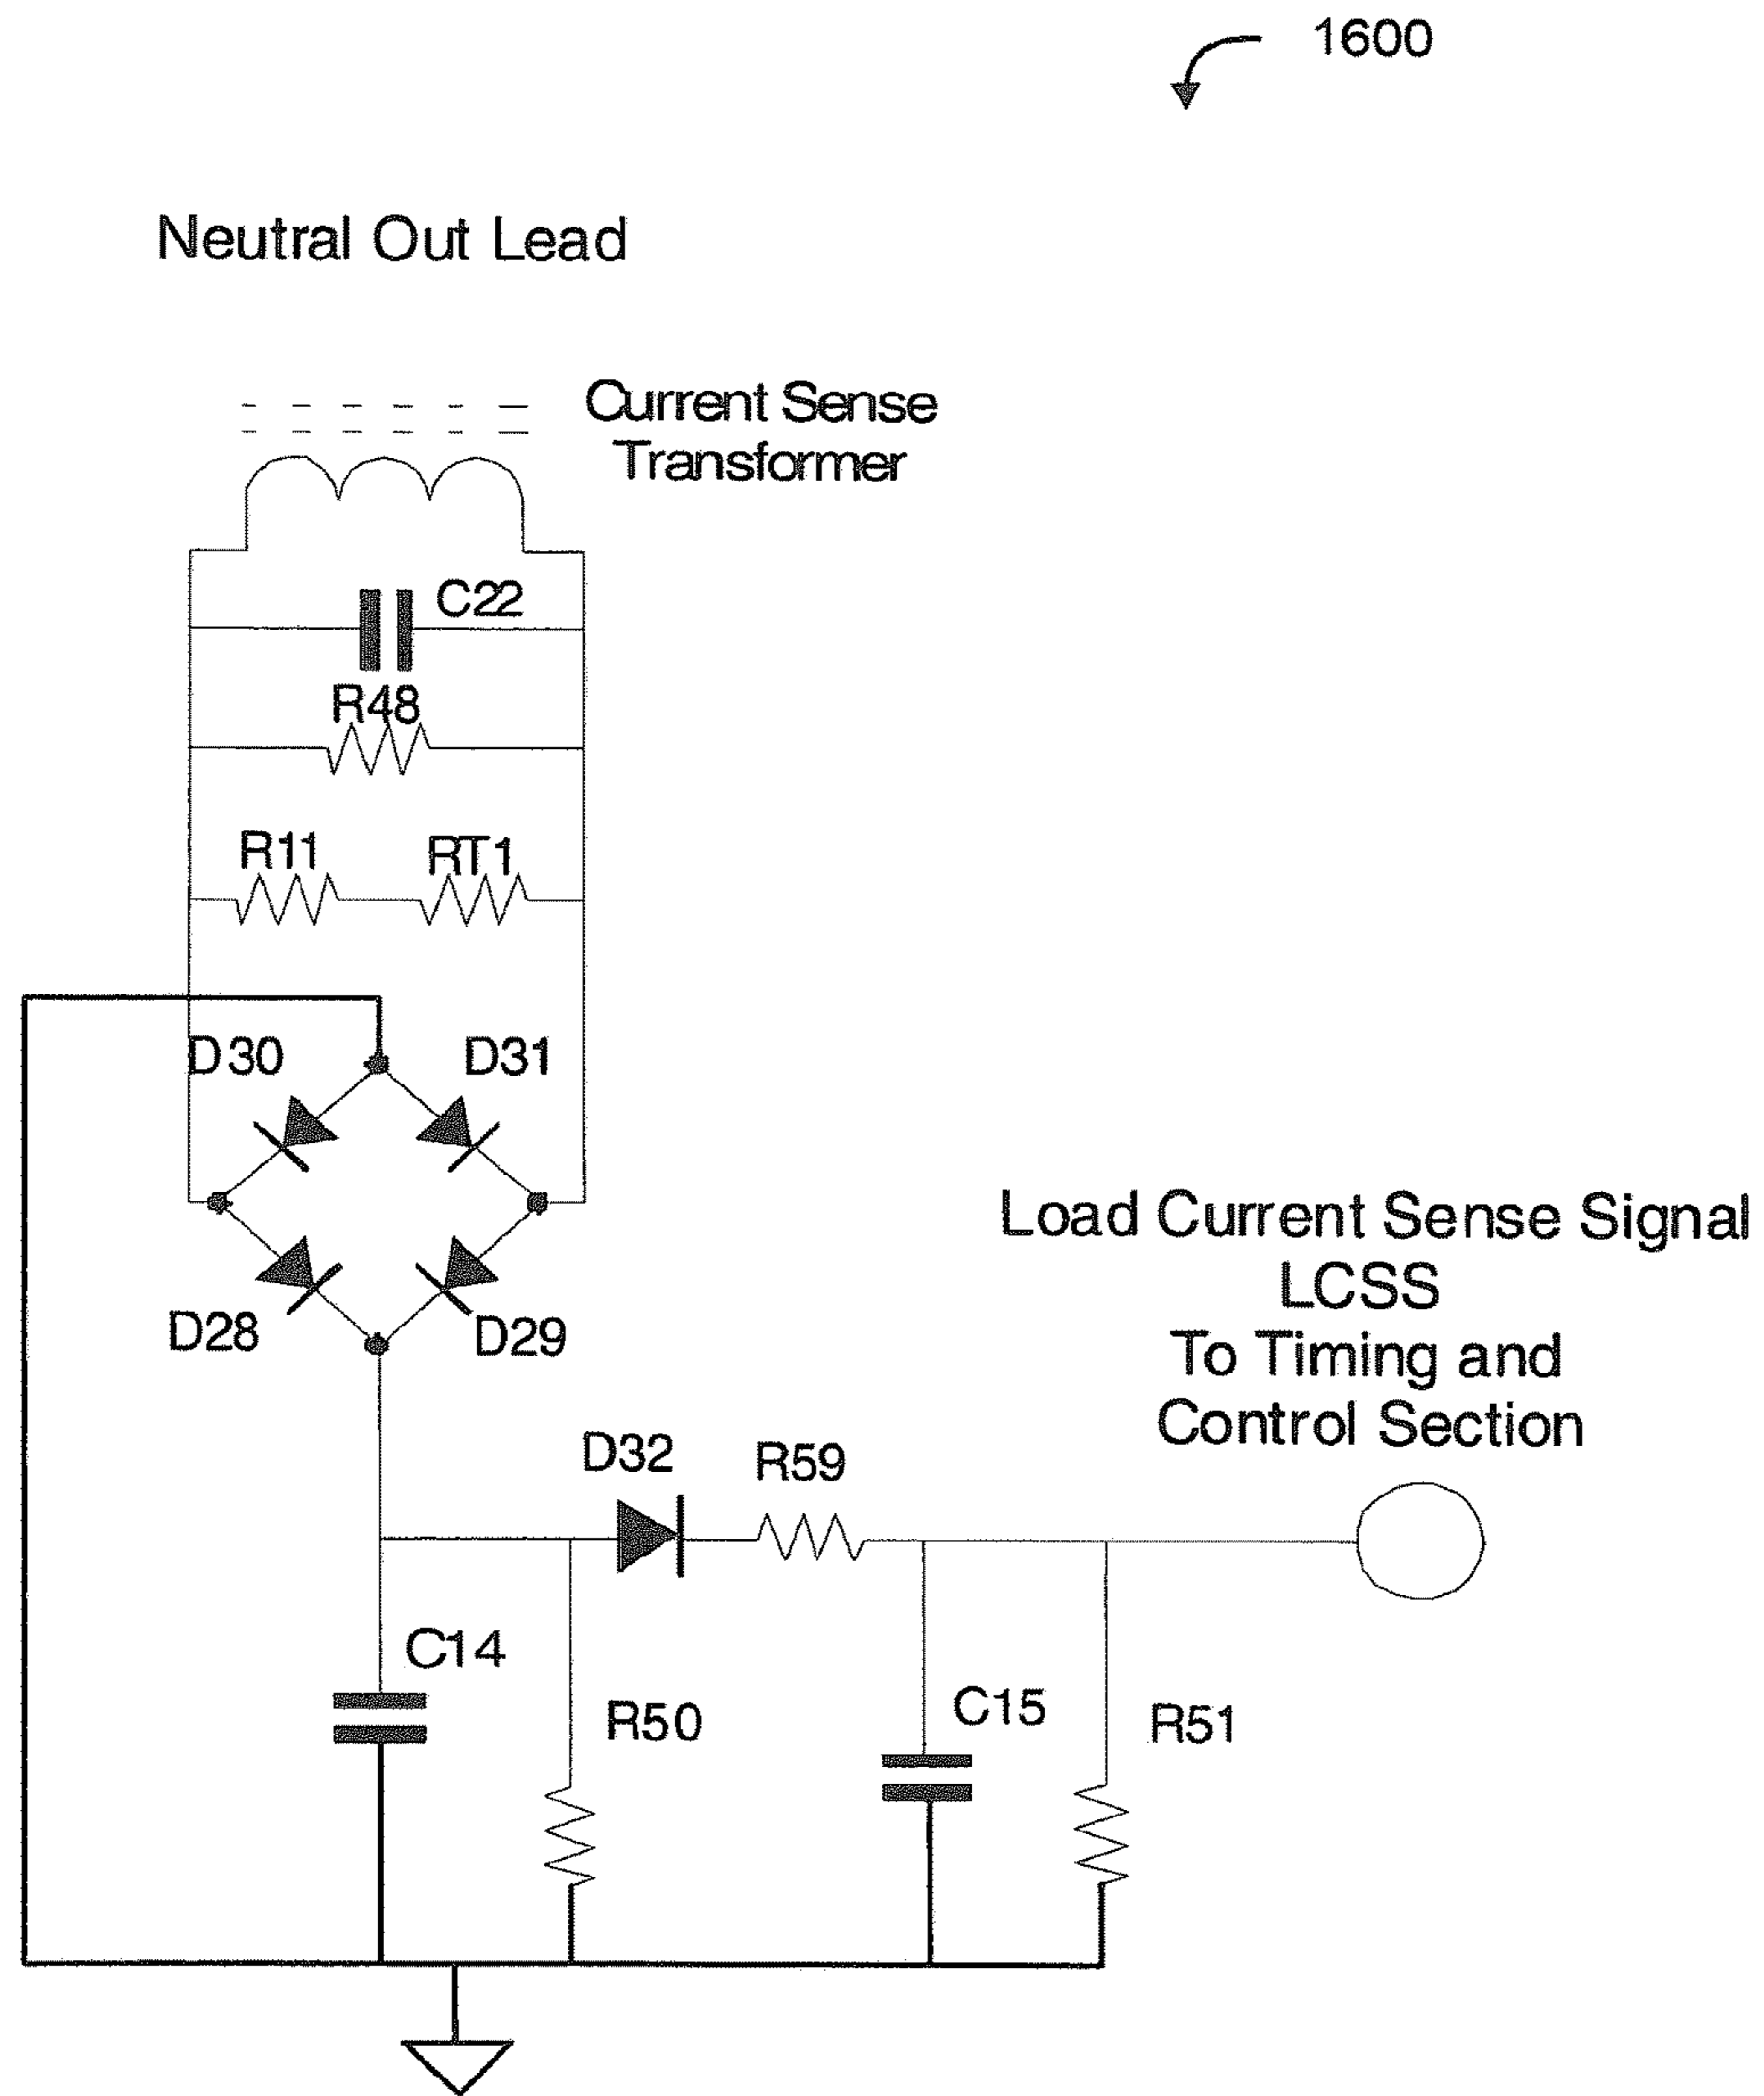 1600
Neutral Out Lead
Current Sense
Transformer
C22
R48
R11
RT1
D30
D31
D28
D29
Load Current Sense Signal
LCSS
To Timing and
Control Section
D32
R59
C14
R50
C15
R51